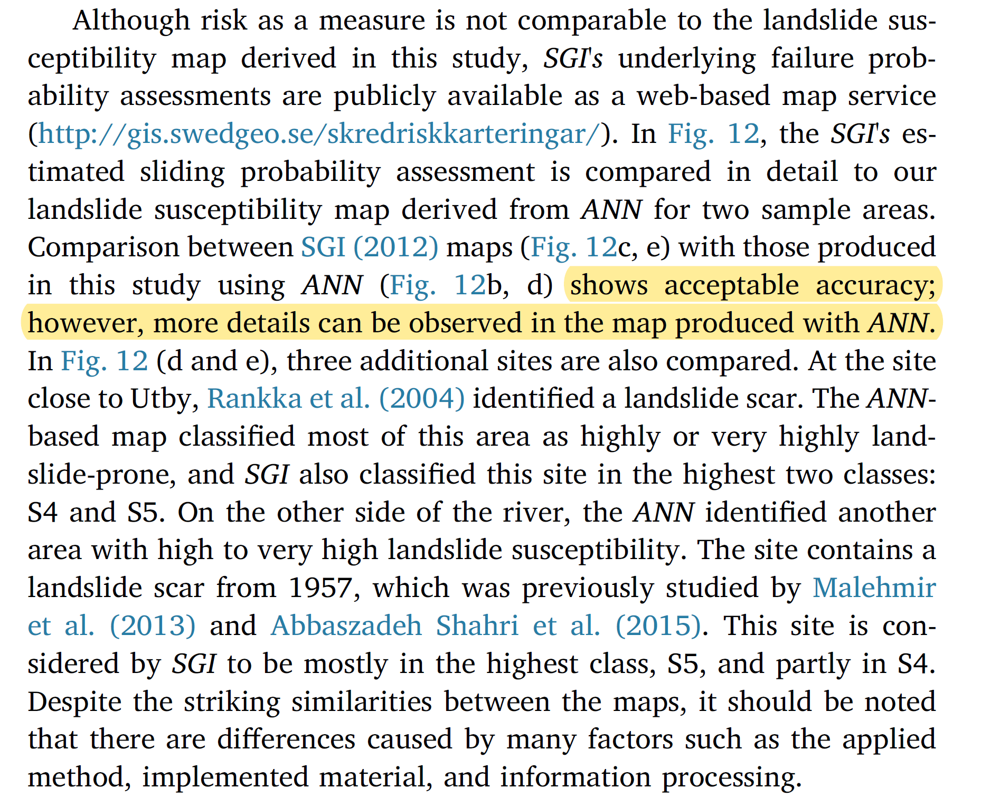 Although risk as a measure is not comparable to the landslide sus-
ceptibility map derived in this study, SGI's underlying failure prob-
ability assessments are publicly available as a web-based map service
(http://gis.swedgeo.se/skredriskkarteringar/). In Fig. 12, the SGI's es-
timated sliding probability assessment is compared in detail to our
landslide susceptibility map derived from ANN for two sample areas.
Comparison between SGI (2012) maps (Fig. 12c, e) with those produced
in this study using ANN (Fig. 12b, d) shows acceptable accuracy;
however, more details can be observed in the map produced with ANN.
In Fig. 12 (d and e), three additional sites are also compared. At the site
close to Utby, Rankka et al. (2004) identified a landslide scar. The ANN-
based map classified most of this area as highly or very highly land-
slide-prone, and SGI also classified this site in the highest two classes:
S4 and S5. On the other side of the river, the ANN identified another
area with high to very high landslide susceptibility. The site contains a
landslide scar from 1957, which was previously studied by Malehmir
et al. (2013) and Abbaszadeh Shahri et al. (2015). This site is con-
sidered by SGI to be mostly in the highest class, S5, and partly in S4.
Despite the striking similarities between the maps, it should be noted
that there are differences caused by many factors such as the applied
method, implemented material, and information processing.